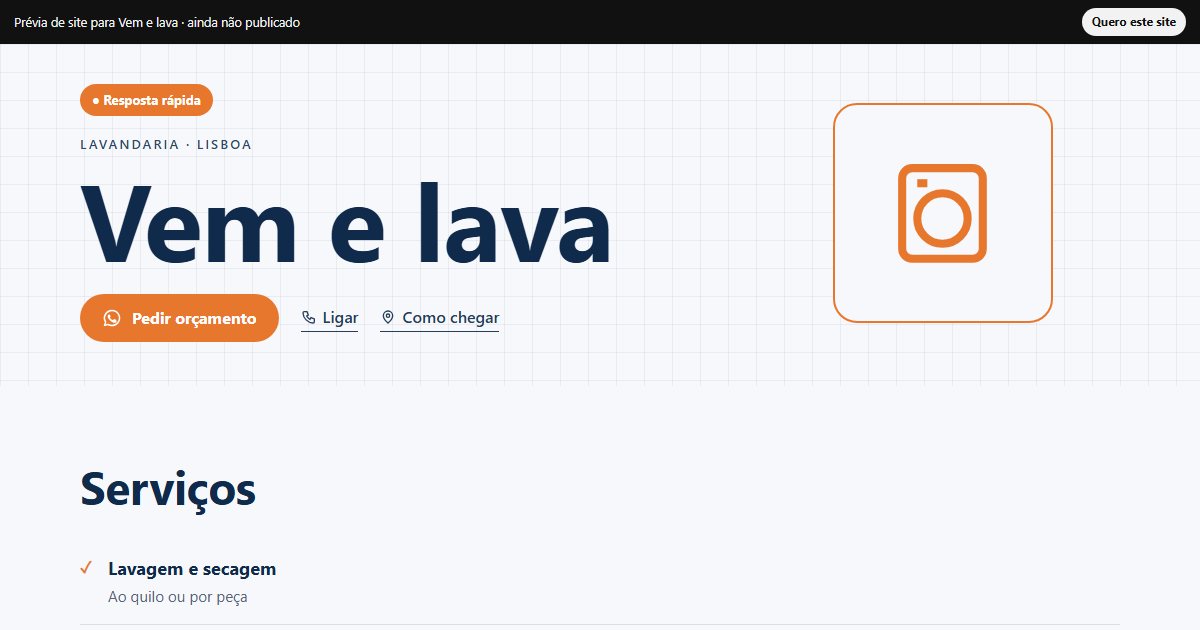 Prévia de site para Vem e lava · ainda não publicado
Quero este site
Resposta rápida
LAVANDARIA · LISBOA
Vem e lava
Pedir orçamento
Ligar
Como chegar
Serviços
Lavagem e secagem
Ao quilo ou por peça